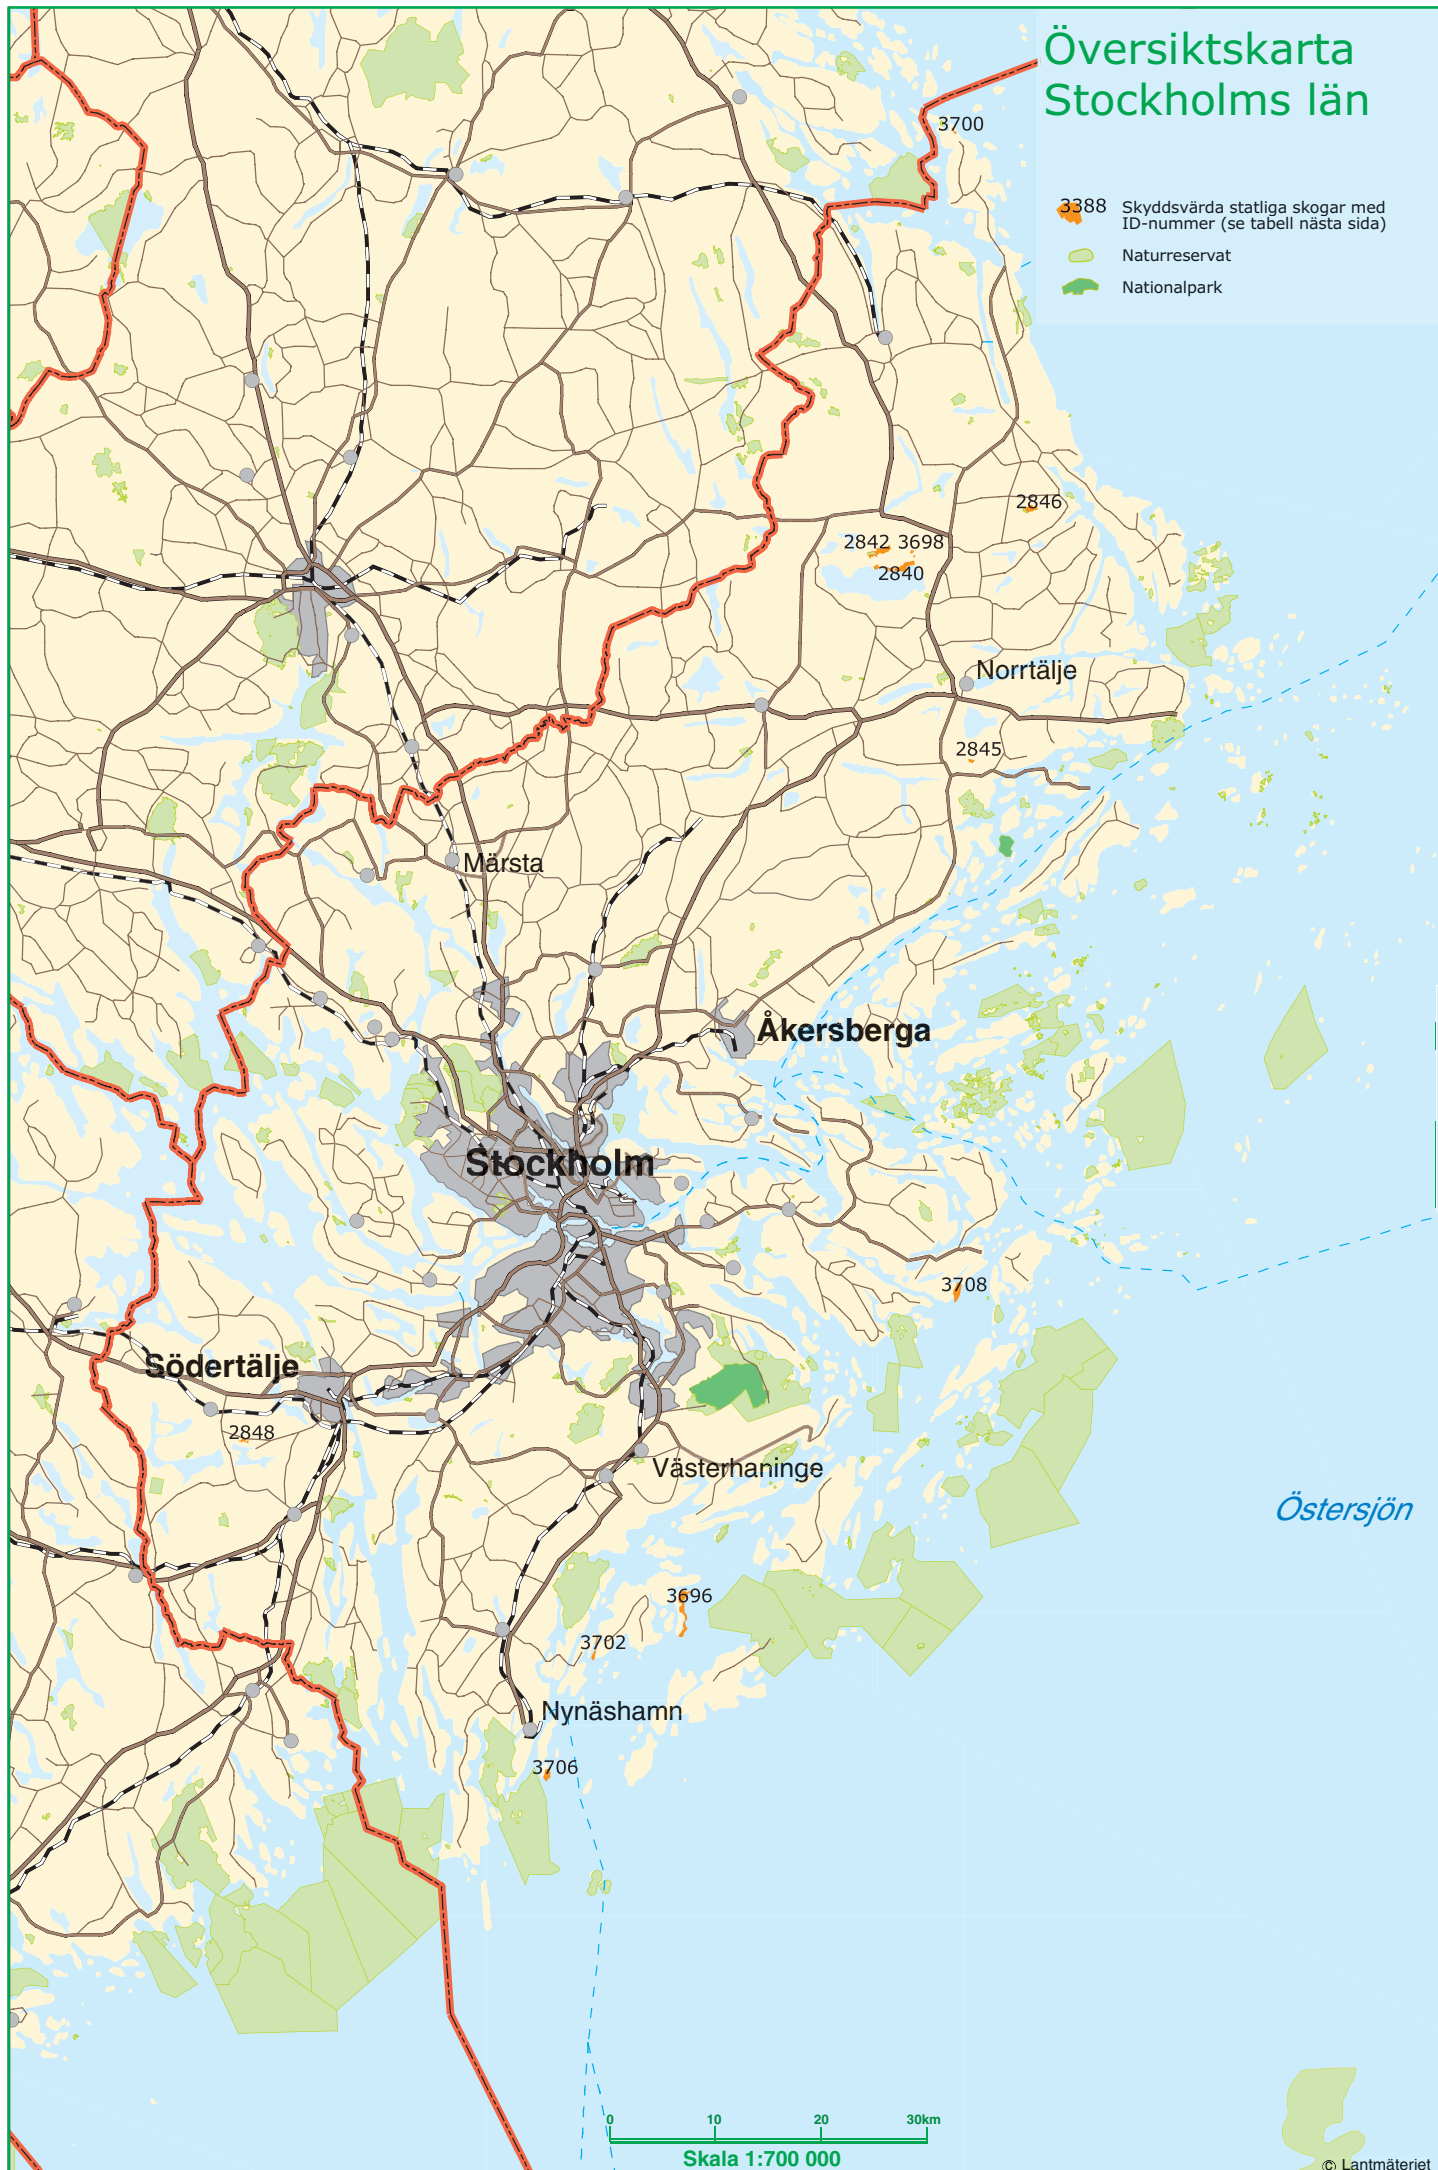 Översiktskarta
Stockholms län
3700
3388
Skyddsvärda statliga skogar med
ID-nummer (se tabell nästa sida)
Naturreservat
Nationalpark
2846
2842 3698
2840
Norrtälje
2845
Märsta
Åkersberga
Stockholm
3708
Södertälje
2848
Västerhaninge
Östersjön
3696
3702
Nynäshamn
3706
0 10 20 30km
Skala 1:700 000
© Lantmäteriet